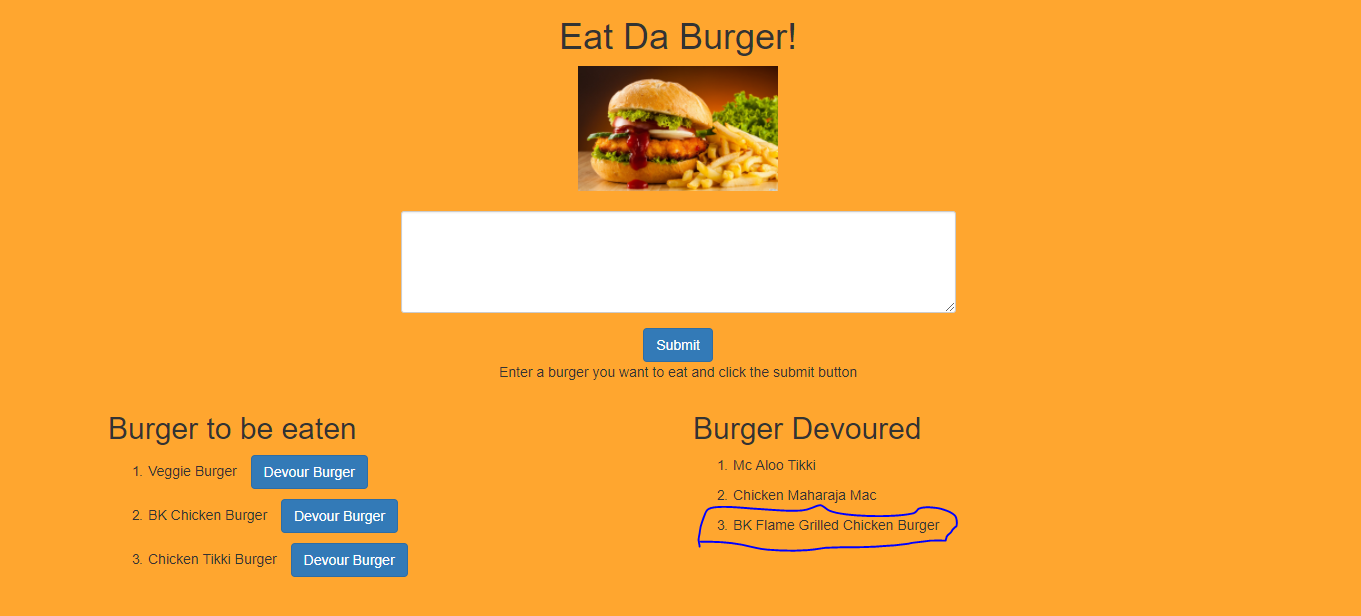 Eat Da Burger!
Submit
Enter a burger you want to eat and click the submit button
Burger to be eaten
1. Veggie Burger Devour Burger
2. BK Chicken Burger Devour Burger
3. Chicken Tikki Burger Devour Burger
Burger Devoured
1. Mc Aloo Tikki
2. Chicken Maharaja Mac
3. BK Flame Grilled Chicken Burger